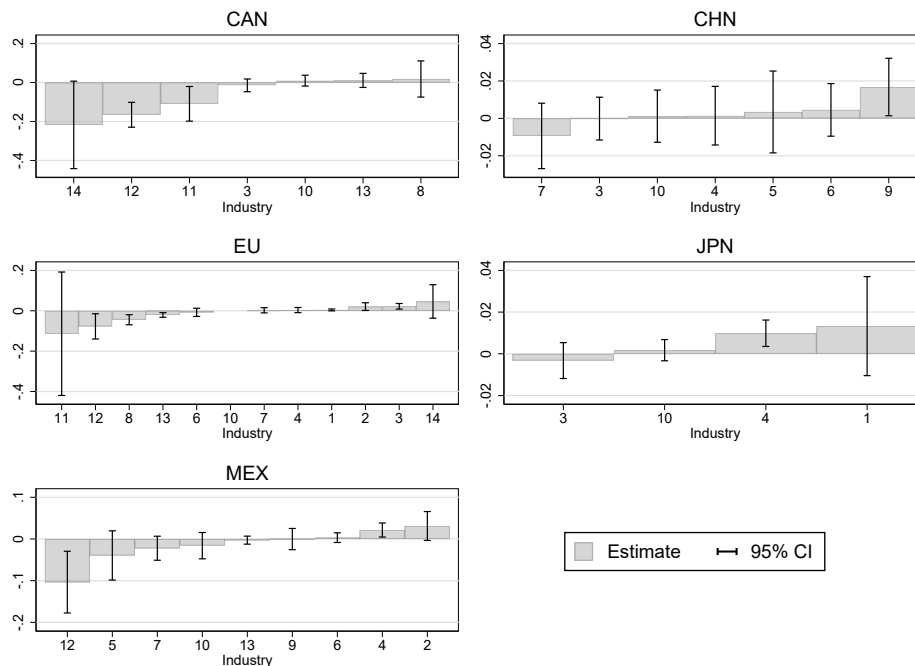 CAN
.2
0
-.2
-.4
14 12 11 3 10 13 8
Industry
CHN
.04
.02
0
-.02
7 3 10 4 5 6 9
Industry
EU
.2
0
-.2
-.4
11 12 8 13 6 10 7 4 1 2 3 14
Industry
JPN
.04
.02
0
-.02
3 10 4 1
Industry
MEX
.1
0
-.1
-.2
12 5 7 10 13 9 6 4 2
Industry
Estimate 95% CI